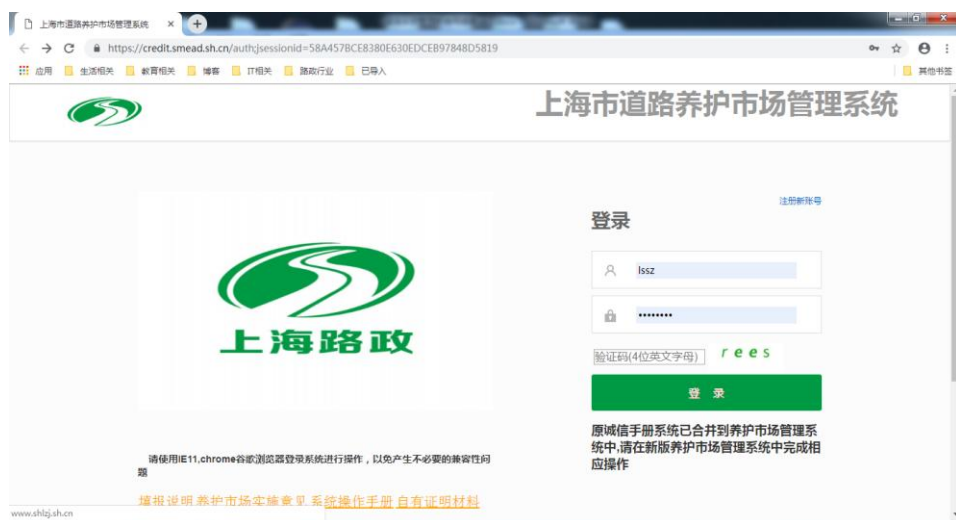 上海市道路养护市场管理系统
https://credit.smead.sh.cn/auth;jsessionid=58A457BCE8380E630EDCEB97848D5819
应用 生活相关 教育相关 博客 IT相关 路政行业 已导入 其他书签
上海市道路养护市场管理系统
注册新账号
登录
lssz
验证码(4位英文字母) rees
登 录
上海路政
原诚信手册系统已合并到养护市场管理系
统中,请在新版养护市场管理系统中完成相
应操作
请使用IE11,chrome谷歌浏览器登录系统进行操作，以免产生不必要的兼容性问
题
填报说明 养护市场实施意见 系统操作手册 自有证明材料
www.shlzj.sh.cn